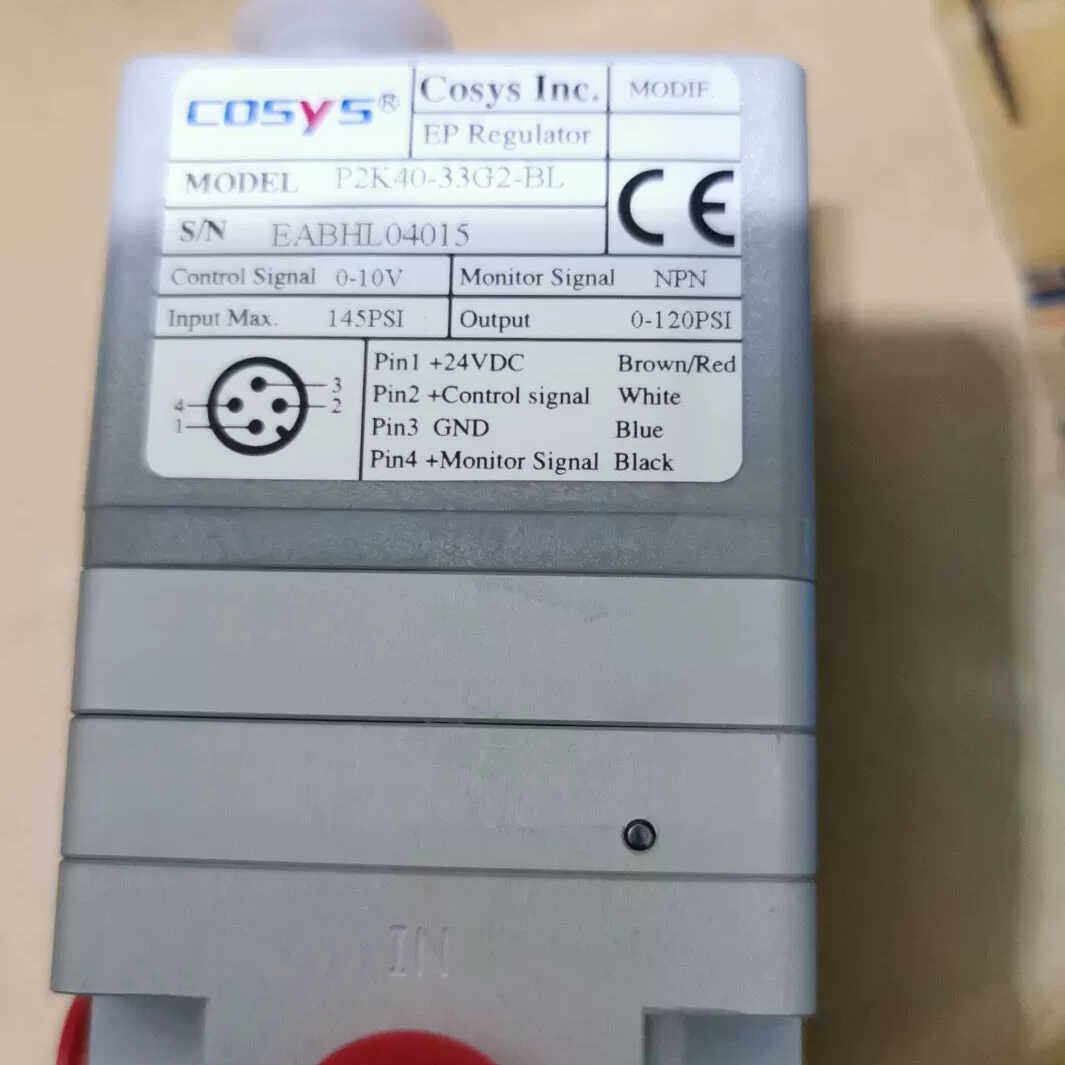 COSYS® Cosys Inc. MODIF.
EP Regulator
MODEL P2K40-33G2-BL
CE
S/N EABHL04015
Control Signal 0-10V Monitor Signal NPN
Input Max. 145PSI Output 0-120PSI
Pin1 +24VDC Brown/Red
3
Pin2 +Control signal White
4 2
Pin3 GND Blue
1
Pin4 +Monitor Signal Black
IN